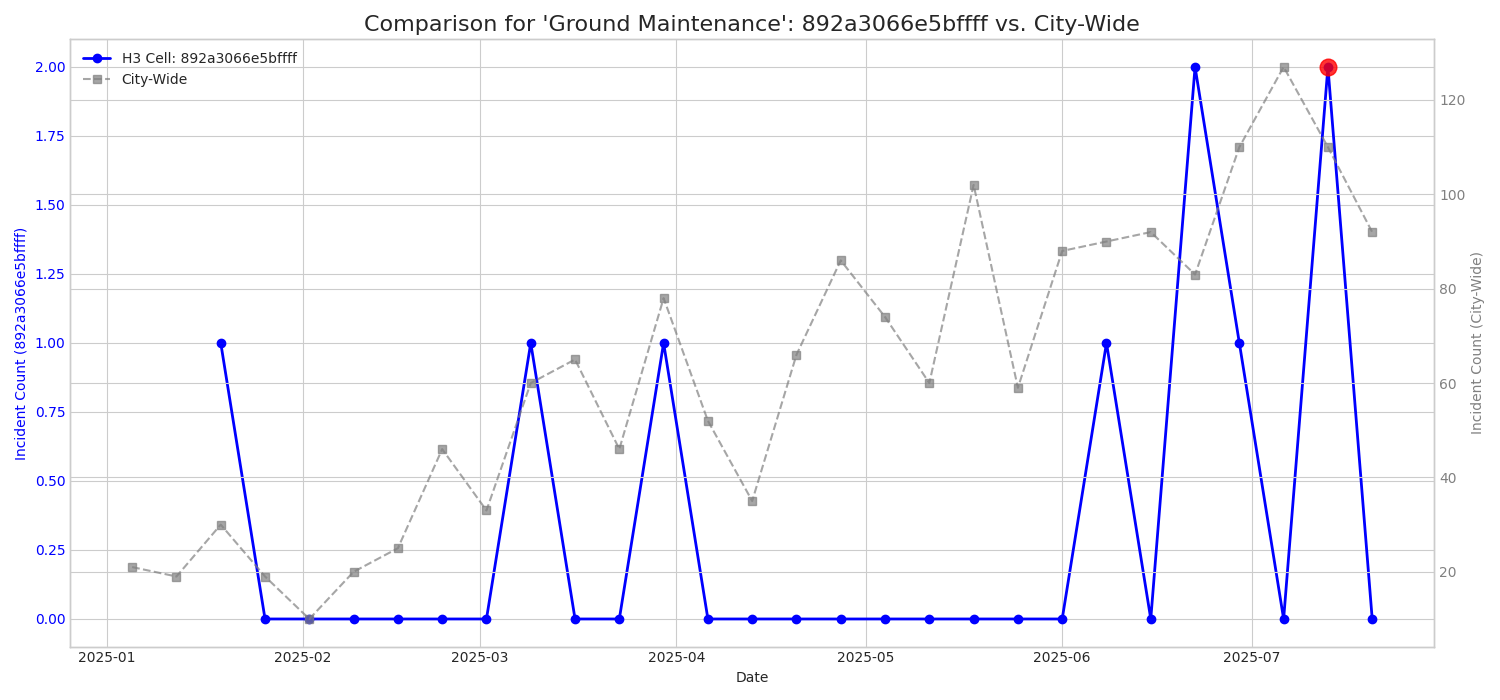 Comparison for 'Ground Maintenance': 892a3066e5bffff vs. City-Wide
H3 Cell: 892a3066e5bffff
City-Wide
Incident Count (892a3066e5bffff)
2.00
1.75
1.50
1.25
1.00
0.75
0.50
0.25
0.00
120
100
80
60
40
20
Incident Count (City-Wide)
2025-01 2025-02 2025-03 2025-04 2025-05 2025-06 2025-07
Date